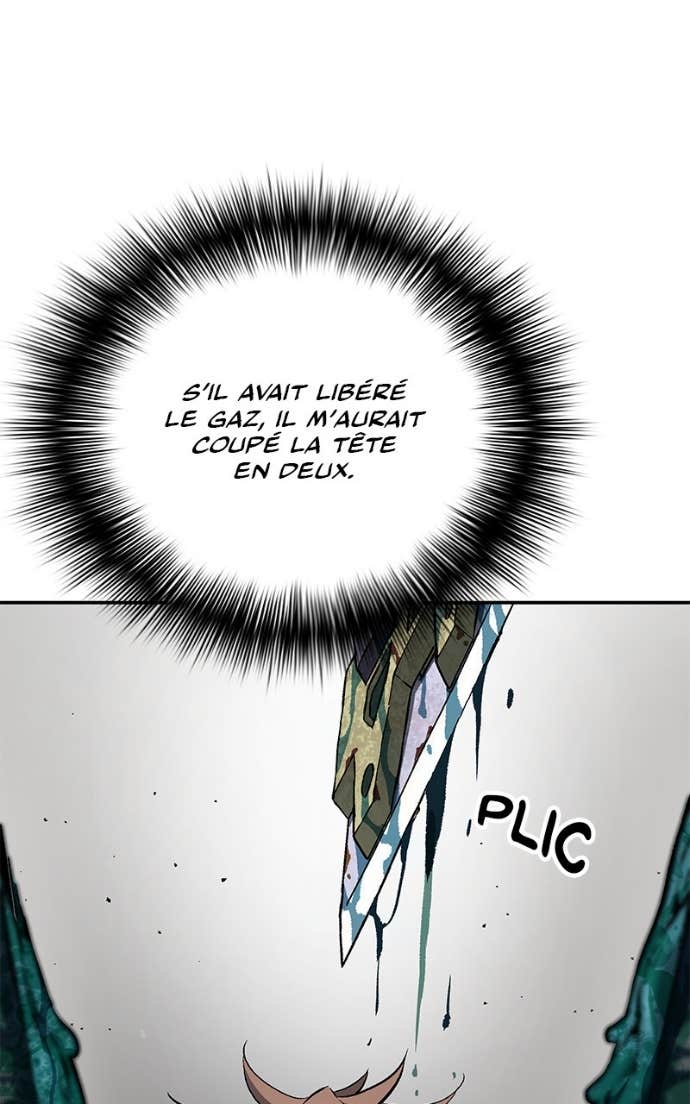 S'IL AVAIT LIBÉRÉ
LE GAZ, IL M'AURAIT
COUPÉ LA TÊTE
EN DEUX.
PLIC